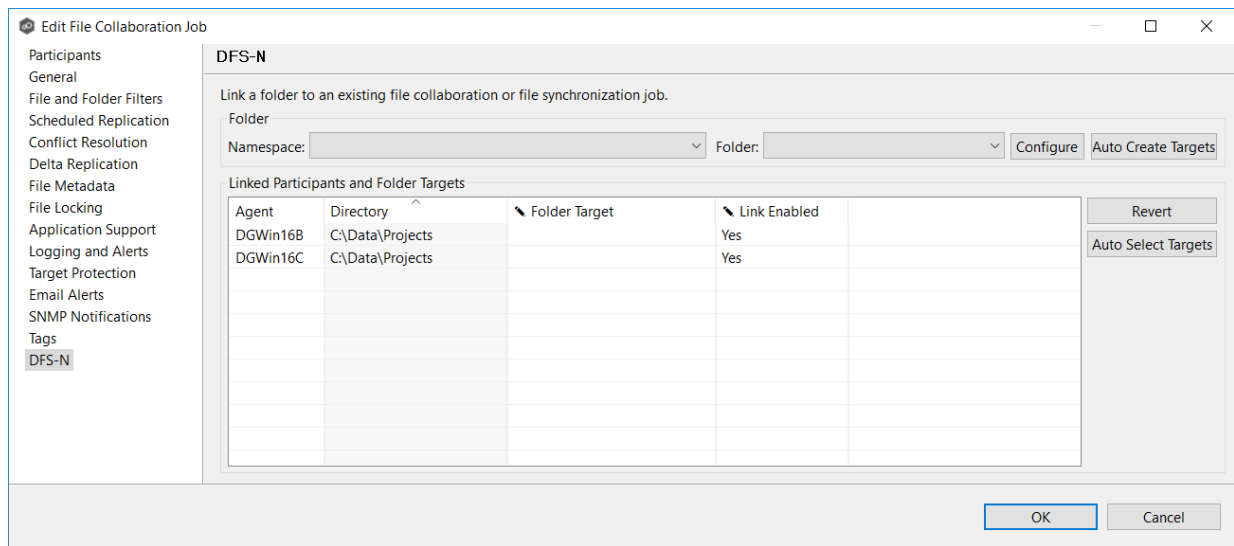 Edit File Collaboration Job
Participants
General
File and Folder Filters
Scheduled Replication
Conflict Resolution
Delta Replication
File Metadata
File Locking
Application Support
Logging and Alerts
Target Protection
Email Alerts
SNMP Notifications
Tags
DFS-N
DFS-N
Link a folder to an existing file collaboration or file synchronization job.
Folder
Namespace: Folder: Configure Auto Create Targets
Linked Participants and Folder Targets
Agent Directory Folder Target Link Enabled
DGWin16B C:\Data\Projects Yes
DGWin16C C:\Data\Projects Yes
Revert
Auto Select Targets
OK Cancel